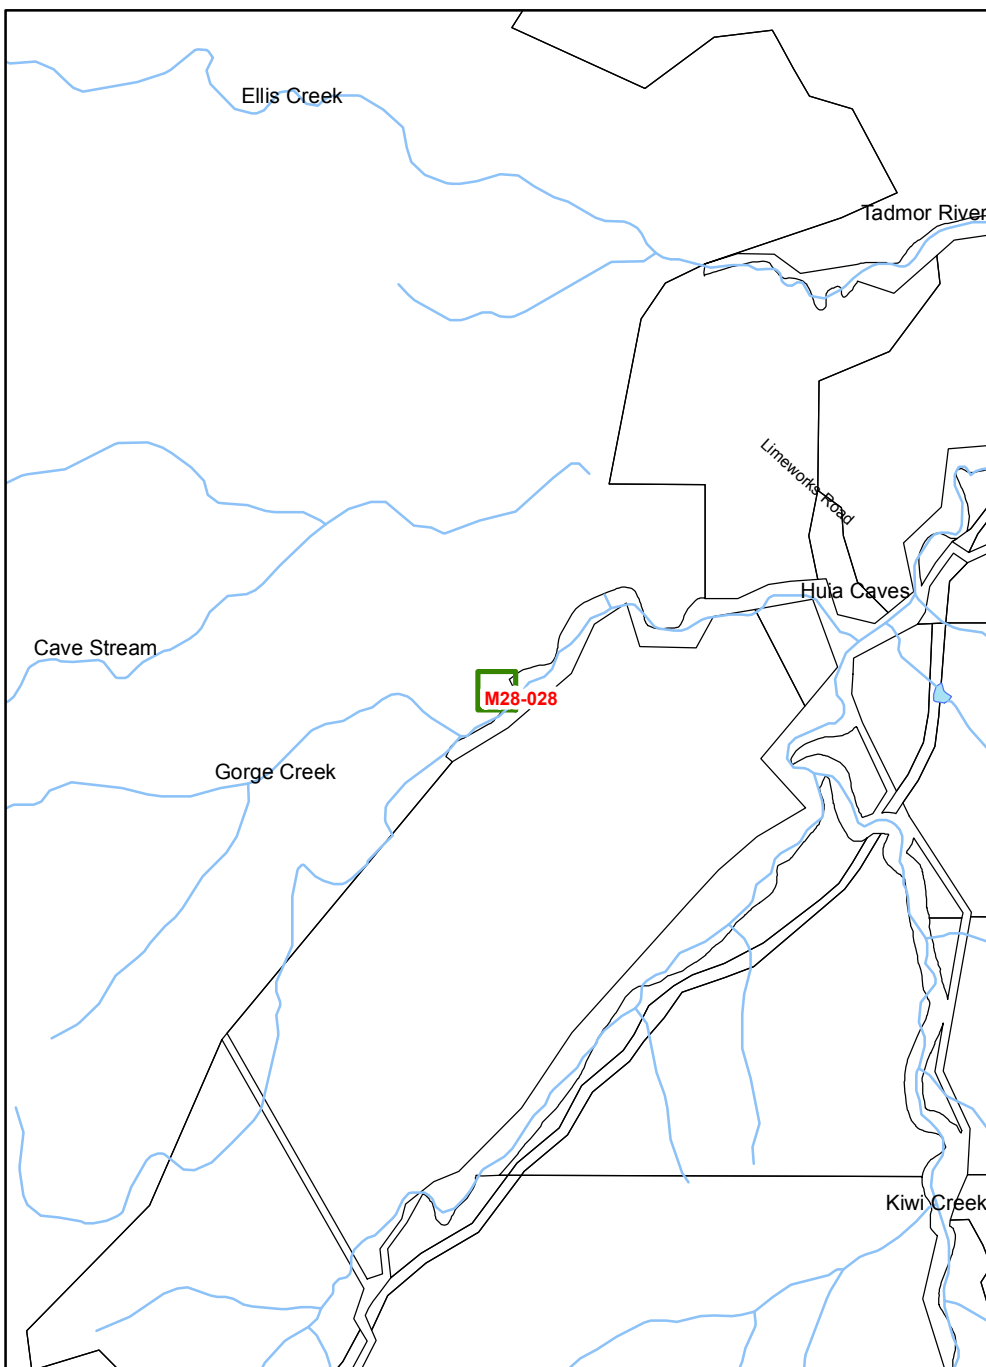 Ellis Creek
Tadmor River
Limeworks Road
Huia Caves
Cave Stream
M28-028
Gorge Creek
Kiwi Creek